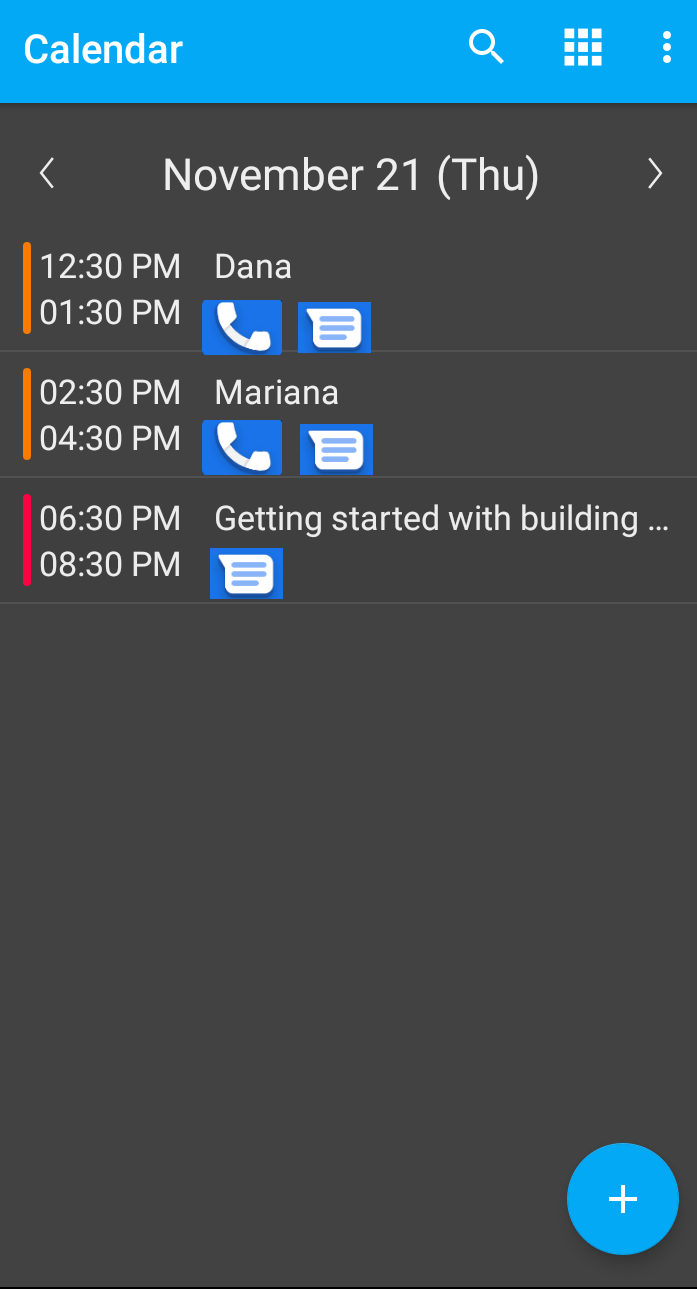 Calendar
November 21 (Thu)
12:30 PM Dana
01:30 PM
02:30 PM Mariana
04:30 PM
06:30 PM Getting started with building ...
08:30 PM